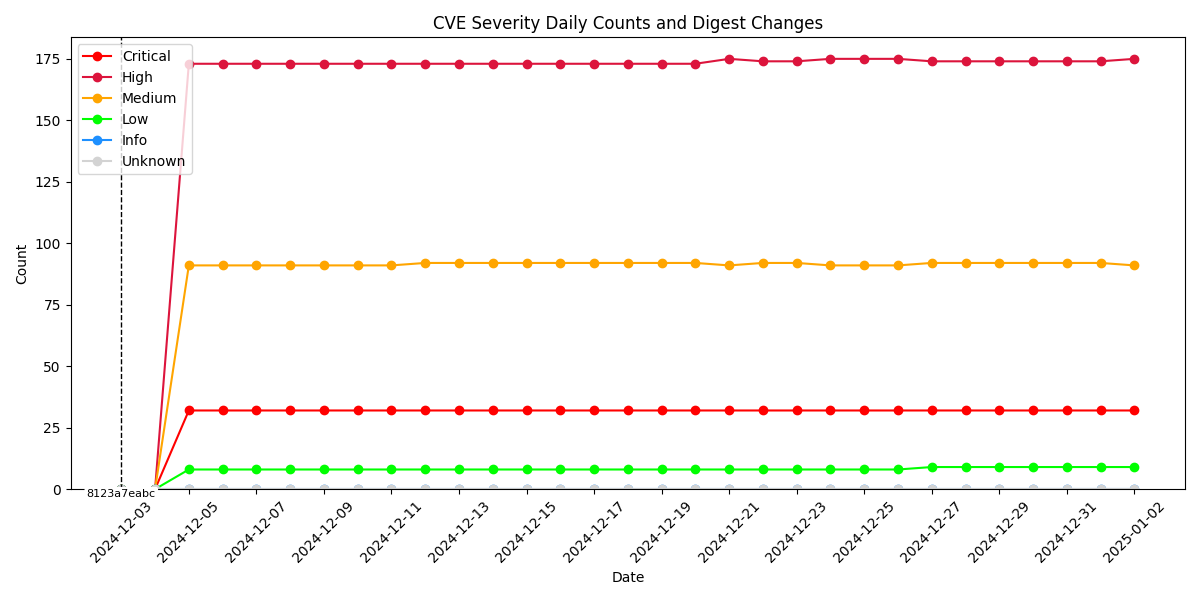 CVE Severity Daily Counts and Digest Changes
Critical
High
Medium
Low
Info
Unknown
175
150
125
100
75
50
25
0
Count
8123a7eabc
2024-12-03
2024-12-05
2024-12-07
2024-12-09
2024-12-11
2024-12-13
2024-12-15
2024-12-17
2024-12-19
2024-12-21
2024-12-23
2024-12-25
2024-12-27
2024-12-29
2024-12-31
2025-01-02
Date